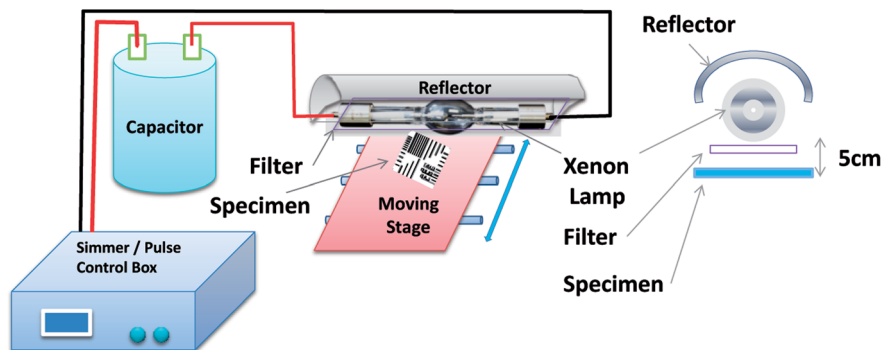 Reflector
Reflector
Capacitor
Filter
Xenon
Lamp
5cm
Specimen
Moving
Stage
Filter
Simmer / Pulse
Control Box
Specimen